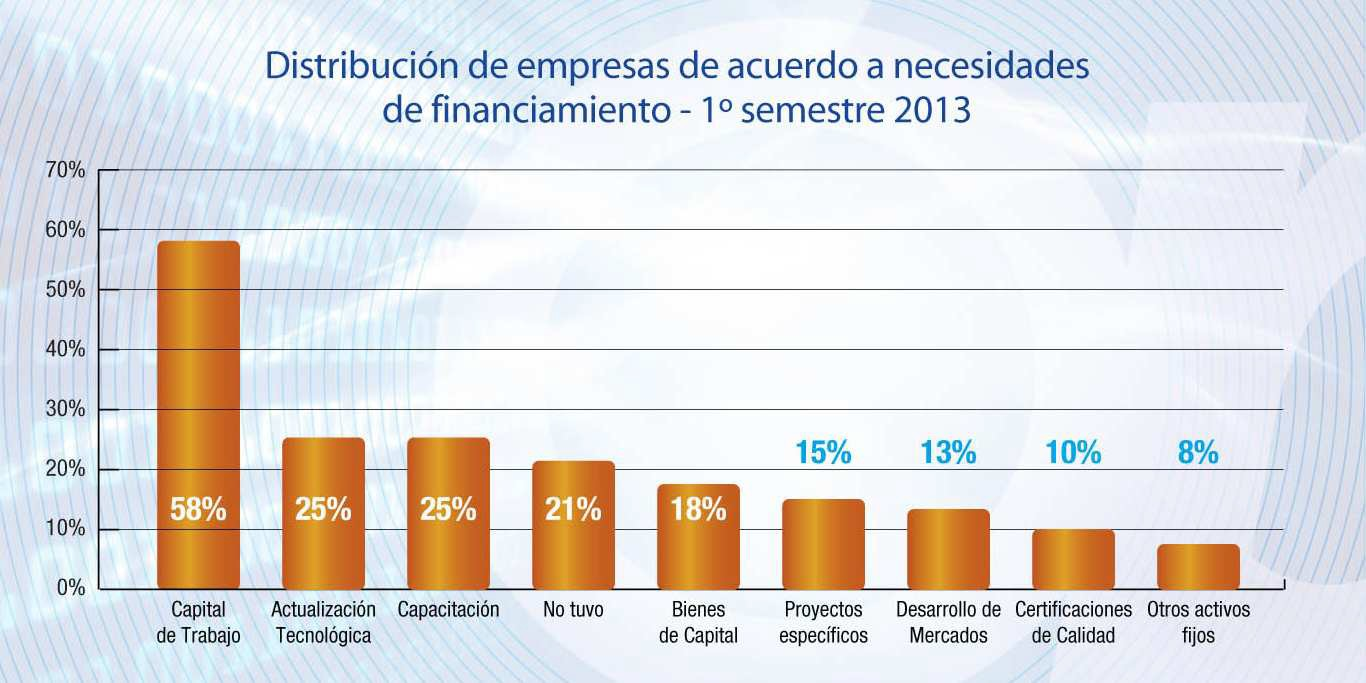 Distribución de empresas de acuerdo a necesidades
de financiamiento - 1º semestre 2013
70%
60%
50%
40%
30%
20%
10%
0%
58%
25%
25%
21%
18%
15%
13%
10%
8%
Capital
de Trabajo
Actualización
Tecnológica
Capacitación
No tuvo
Bienes
de Capital
Proyectos
específicos
Desarrollo de
Mercados
Certificaciones
de Calidad
Otros activos
fijos